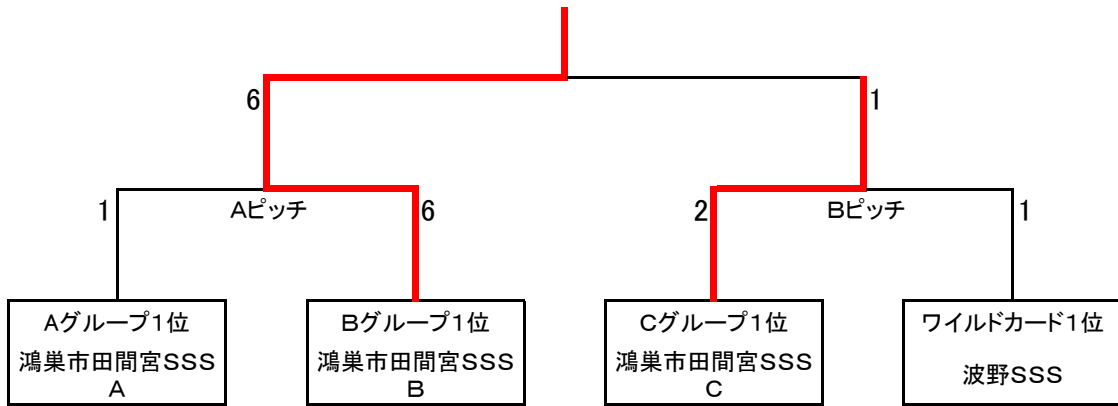 6
1
1
Aピッチ
6
2
Bピッチ
1
Aグループ1位
鴻巣市田間宮SSS
A
Bグループ1位
鴻巣市田間宮SSS
B
Cグループ1位
鴻巣市田間宮SSS
C
ワイルドカード1位
波野SSS